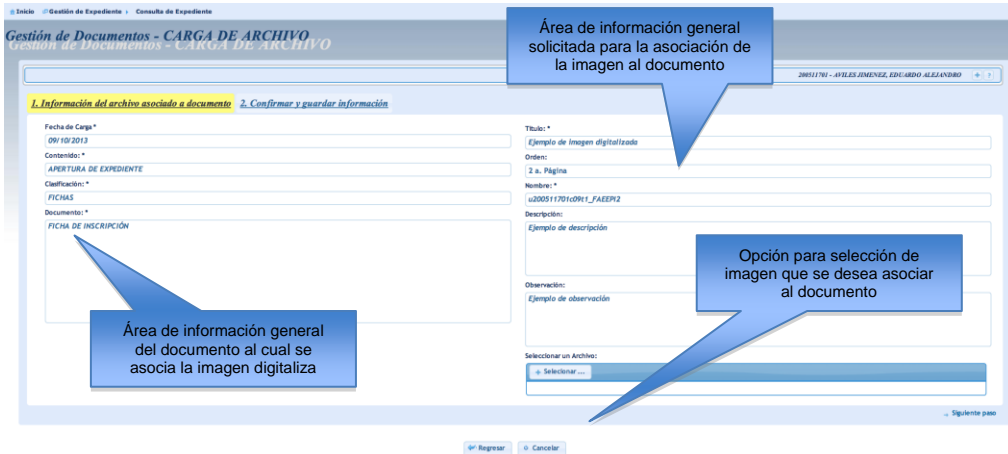 Inicio Gestión de Expediente Consulta de Expediente
Gestión de Documentos - CARGA DE ARCHIVO
Área de información general
solicitada para la asociación de
la imagen al documento
200511701 - AVILES JIMENEZ, EDUARDO ALEJANDRO
1. Información del archivo asociado a documento 2. Confirmar y guardar información
Fecha de Carga *
09/10/2013
Contenido: *
APERTURA DE EXPEDIENTE
Clasificación: *
FICHAS
Documento: *
FICHA DE INSCRIPCIÓN
Área de información general
del documento al cual se
asocia la imagen digitaliza
Título: *
Ejemplo de imagen digitalizada
Orden:
2 a. Página
Nombre: *
u200511701c09t1_FAEEPI2
Descripción:
Ejemplo de descripción
Opción para selección de
imagen que se desea asociar
al documento
Observación:
Ejemplo de observación
Seleccionar un Archivo:
+ Selecionar ...
Siguiente paso
Regresar Cancelar